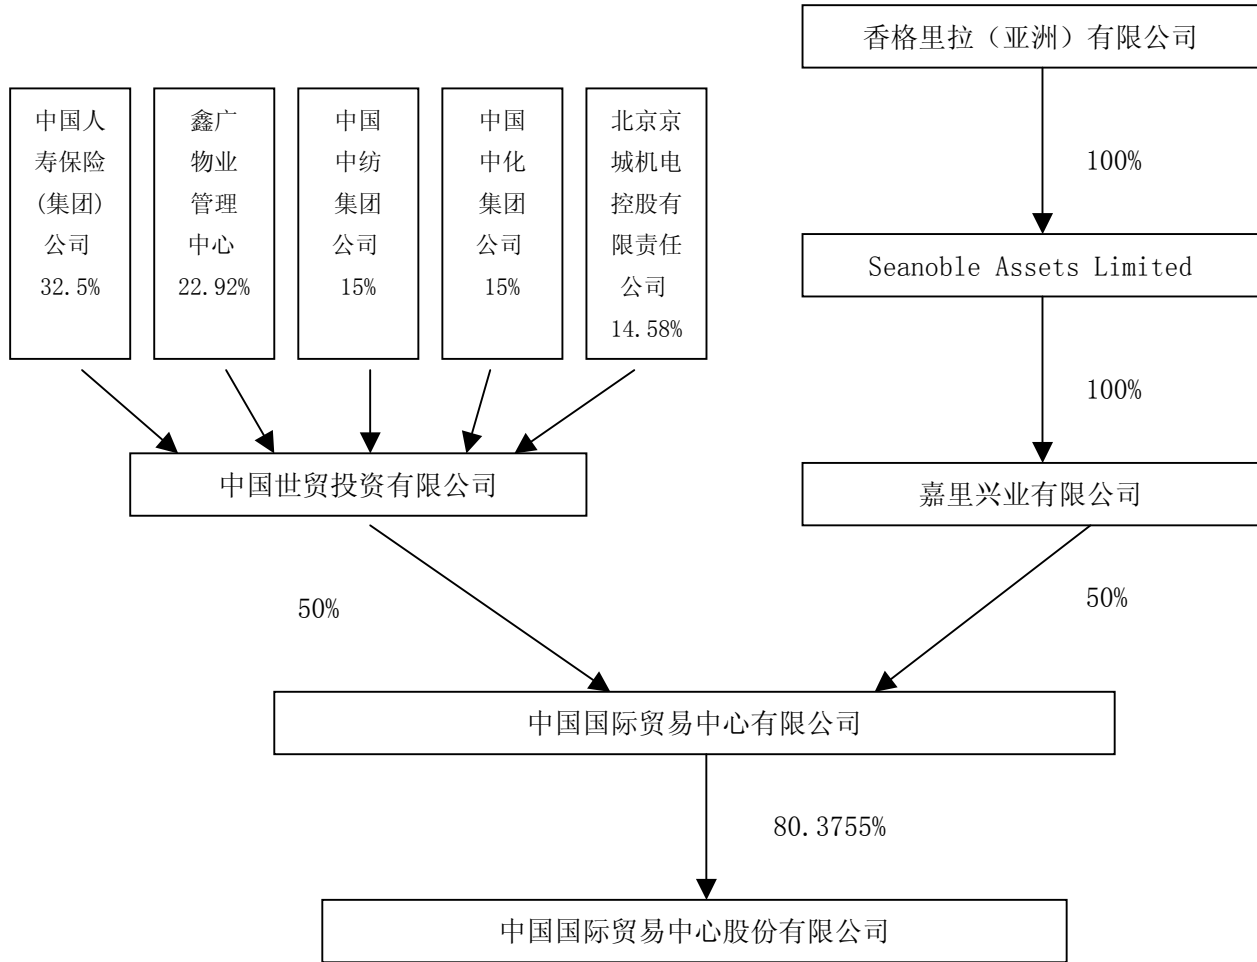 香格里拉（亚洲）有限公司
中国人
寿保险
(集团)
公司
32.5%
鑫广
物业
管理
中心
22.92%
中国
中纺
集团
公司
15%
中国
中化
集团
公司
15%
北京京
城机电
控股有
限责任
公司
14.58%
100%
Seanoble Assets Limited
100%
中国世贸投资有限公司
嘉里兴业有限公司
50%
50%
中国国际贸易中心有限公司
80.3755%
中国国际贸易中心股份有限公司